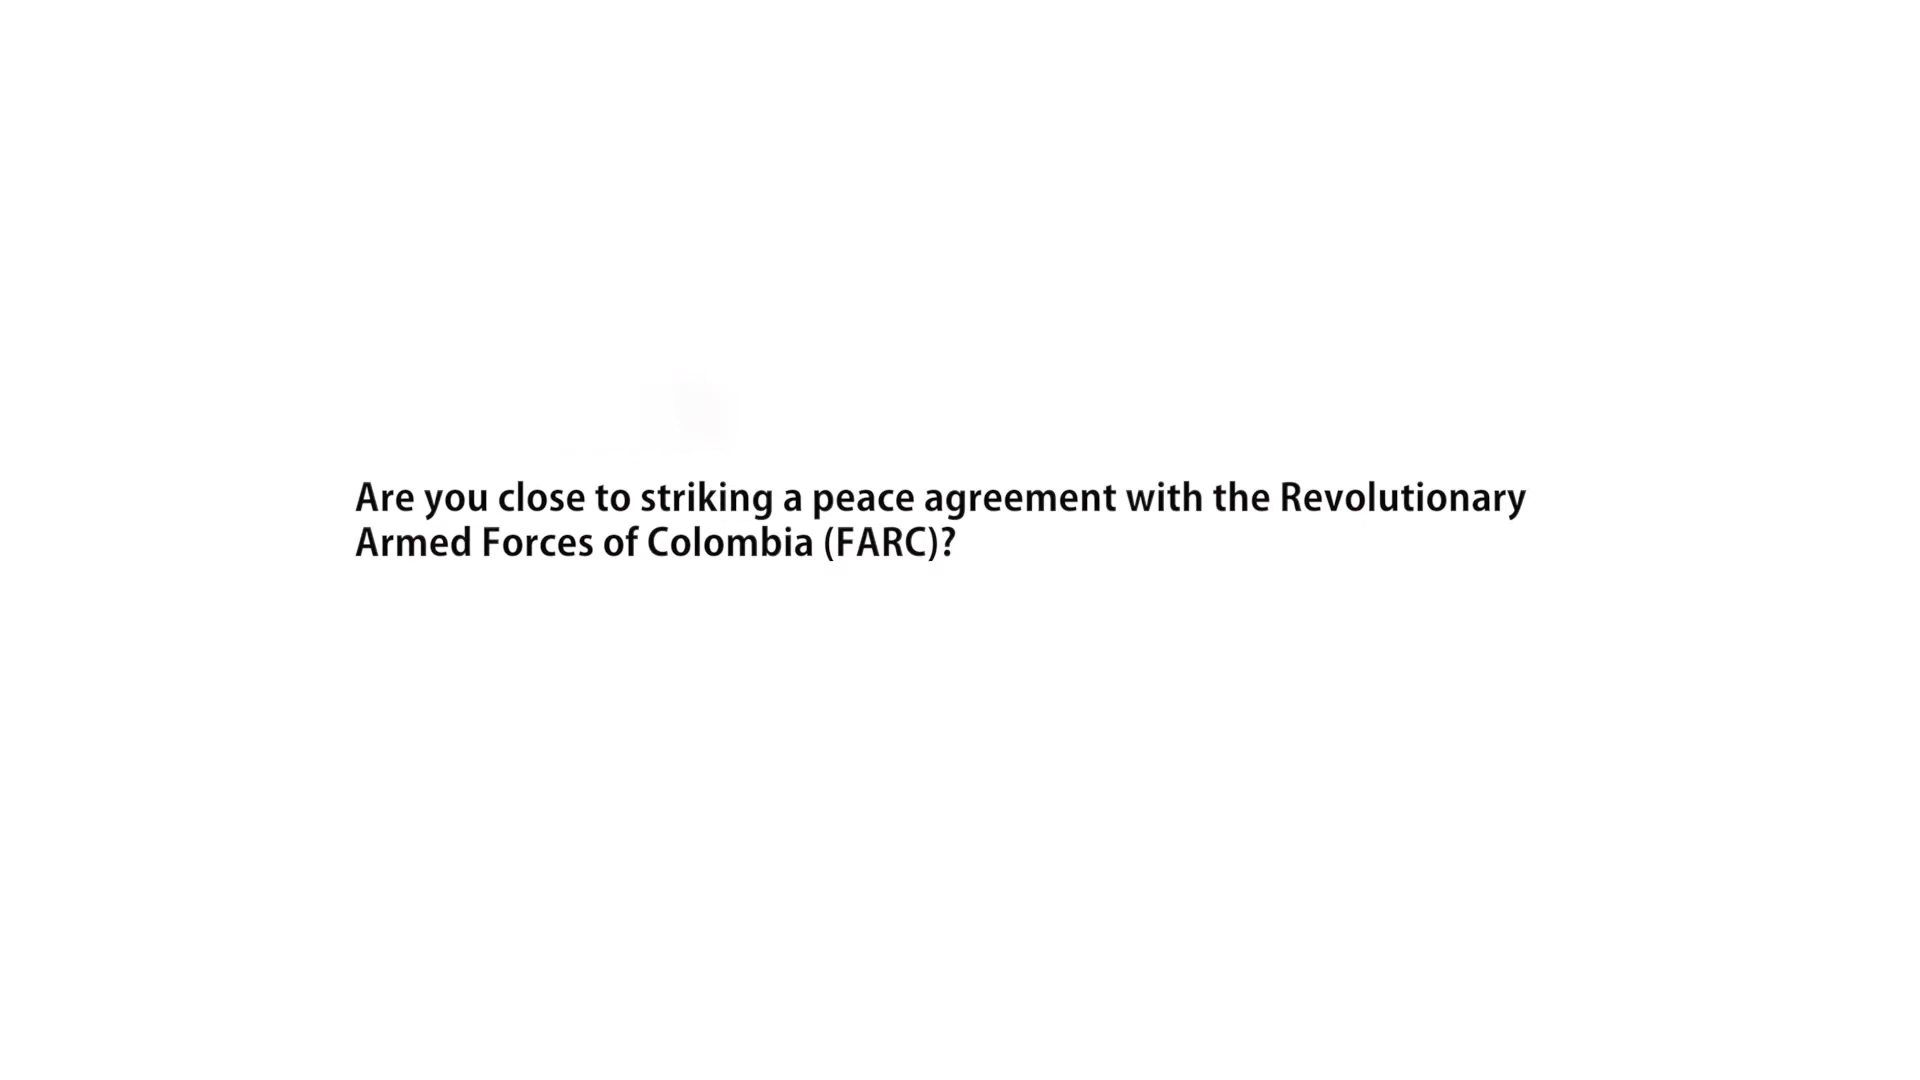 Are you close to striking a peace agreement with the Revolutionary
Armed Forces of Colombia (FARC)?